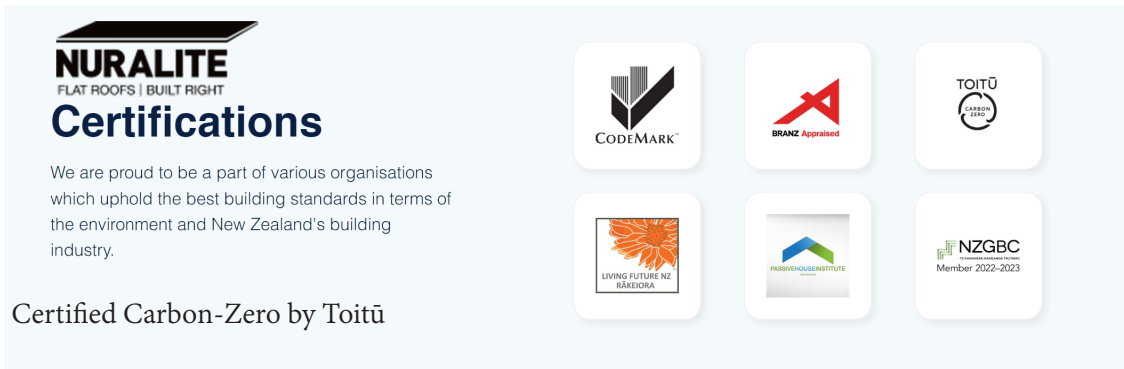 NURALITE
FLAT ROOFS | BUILT RIGHT
Certifications
We are proud to be a part of various organisations
which uphold the best building standards in terms of
the environment and New Zealand's building
industry.
Certified Carbon-Zero by Toitū
CODEMARK™
BRANZ Appraised
TOITŪ
CARBON
ZERO
LIVING FUTURE NZ
RĀKEIORA
PASSIVEHOUSEINSTITUTE
NZGBC
Member 2022–2023